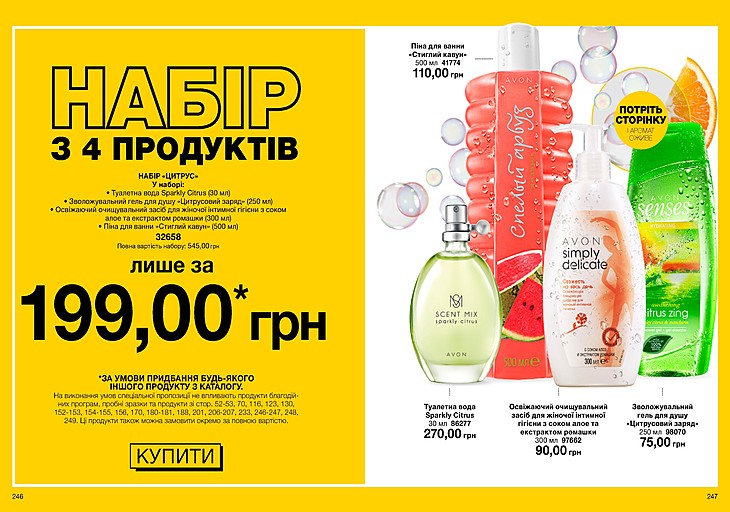 НАБІР
З 4 ПРОДУКТІВ
НАБІР «ЦИТРУС»
У наборі:
• Туалетна вода Sparkly Citrus (30 мл)
• Зволожувальний гель для душу «Цитрусовий заряд» (250 мл)
• Освіжаючий очищувальний засіб для жіночої інтимної гігієни з соком
алое та екстрактом ромашки (300 мл)
• Піна для ванни «Стиглий кавун» (500 мл)
32658
Повна вартість набору: 545,00 грн
лише за
199,00* грн
*ЗА УМОВИ ПРИДБАННЯ БУДЬ-ЯКОГО
ІНШОГО ПРОДУКТУ З КАТАЛОГУ.
На виконання умов спеціальної пропозиції не впливають продукти благодій-
них програм, пробні зразки та продукти зі стор. 52-53, 70, 116, 123, 130,
152-153, 154-155, 156, 170, 180-181, 188, 201, 206-207, 233, 246-247, 248,
249. Ці продукти також можна замовити окремо за повною вартістю.
КУПИТИ
246
Піна для ванни
«Стиглий кавун»
500 мл 41774
110,00 грн
AVON
Спелый арбуз
500 МЛ
ПОТРІТЬ
СТОРІНКУ
І АРОМАТ
ОЖИВЕ
SM
SCENT MIX
sparkly citrus
AVON
AVON
simply
delicate
Свежесть
на весь день
С СОКОМ АЛОЭ
И ЭКСТРАКТОМ РОМАШКИ
300 мл
AVON
senses
citrus zing
Туалетна вода
Sparkly Citrus
30 мл 86277
270,00 грн
Освіжаючий очищувальний
засіб для жіночої інтимної
гігієни з соком алое та
екстрактом ромашки
300 мл 97662
90,00 грн
Зволожувальний
гель для душу
«Цитрусовий заряд»
250 мл 98070
75,00 грн
247